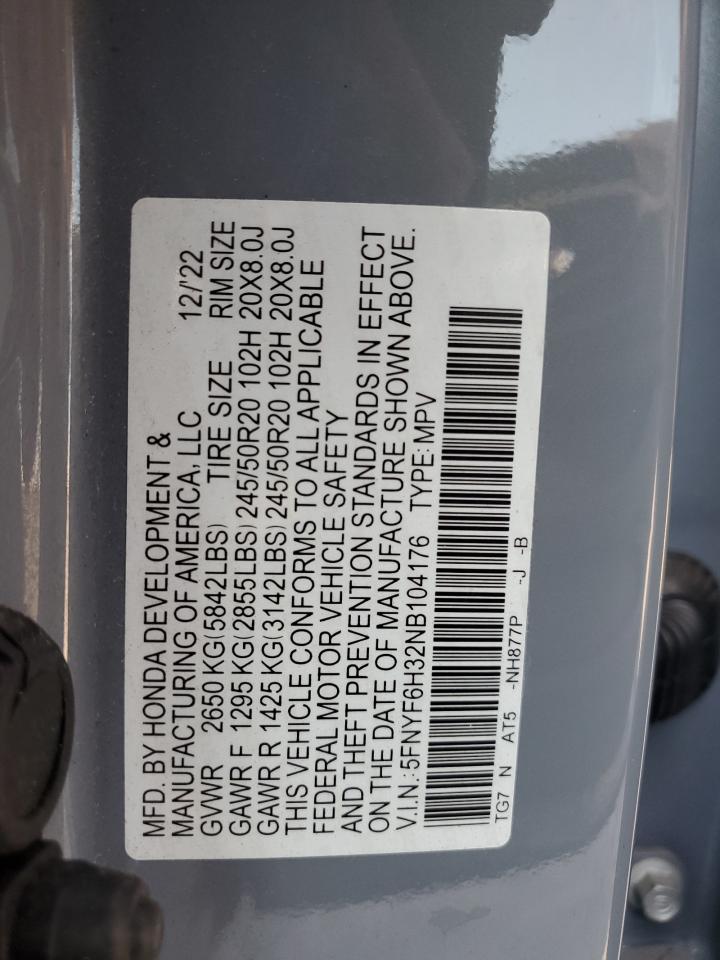 MFD. BY HONDA DEVELOPMENT &
MANUFACTURING OF AMERICA, LLC 12/'22
GVWR 2650 KG(5842LBS) TIRE SIZE RIM SIZE
GAWR F 1295 KG(2855LBS) 245/50R20 102H 20X8.0J
GAWR R 1425 KG(3142LBS) 245/50R20 102H 20X8.0J
THIS VEHICLE CONFORMS TO ALL APPLICABLE
FEDERAL MOTOR VEHICLE SAFETY
AND THEFT PREVENTION STANDARDS IN EFFECT
ON THE DATE OF MANUFACTURE SHOWN ABOVE.
V.I.N.:5FNYF6H32NB104176 TYPE:MPV
TG7 N AT5 -NH877P -J -B